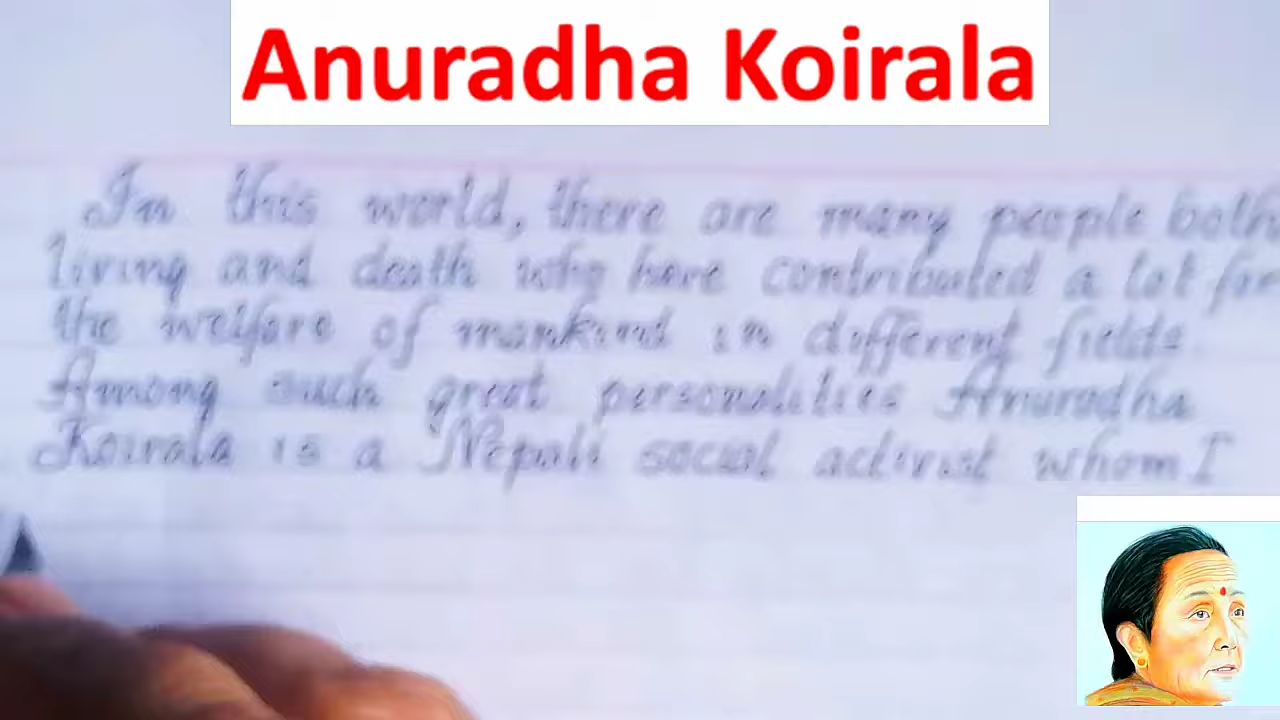 Anuradha Koirala
In this world, there are many people both
living and death who have contributed a lot for
the welfare of mankind in different fields.
Among such great personalities Anuradha
Koirala is a Nepali social activist whom I